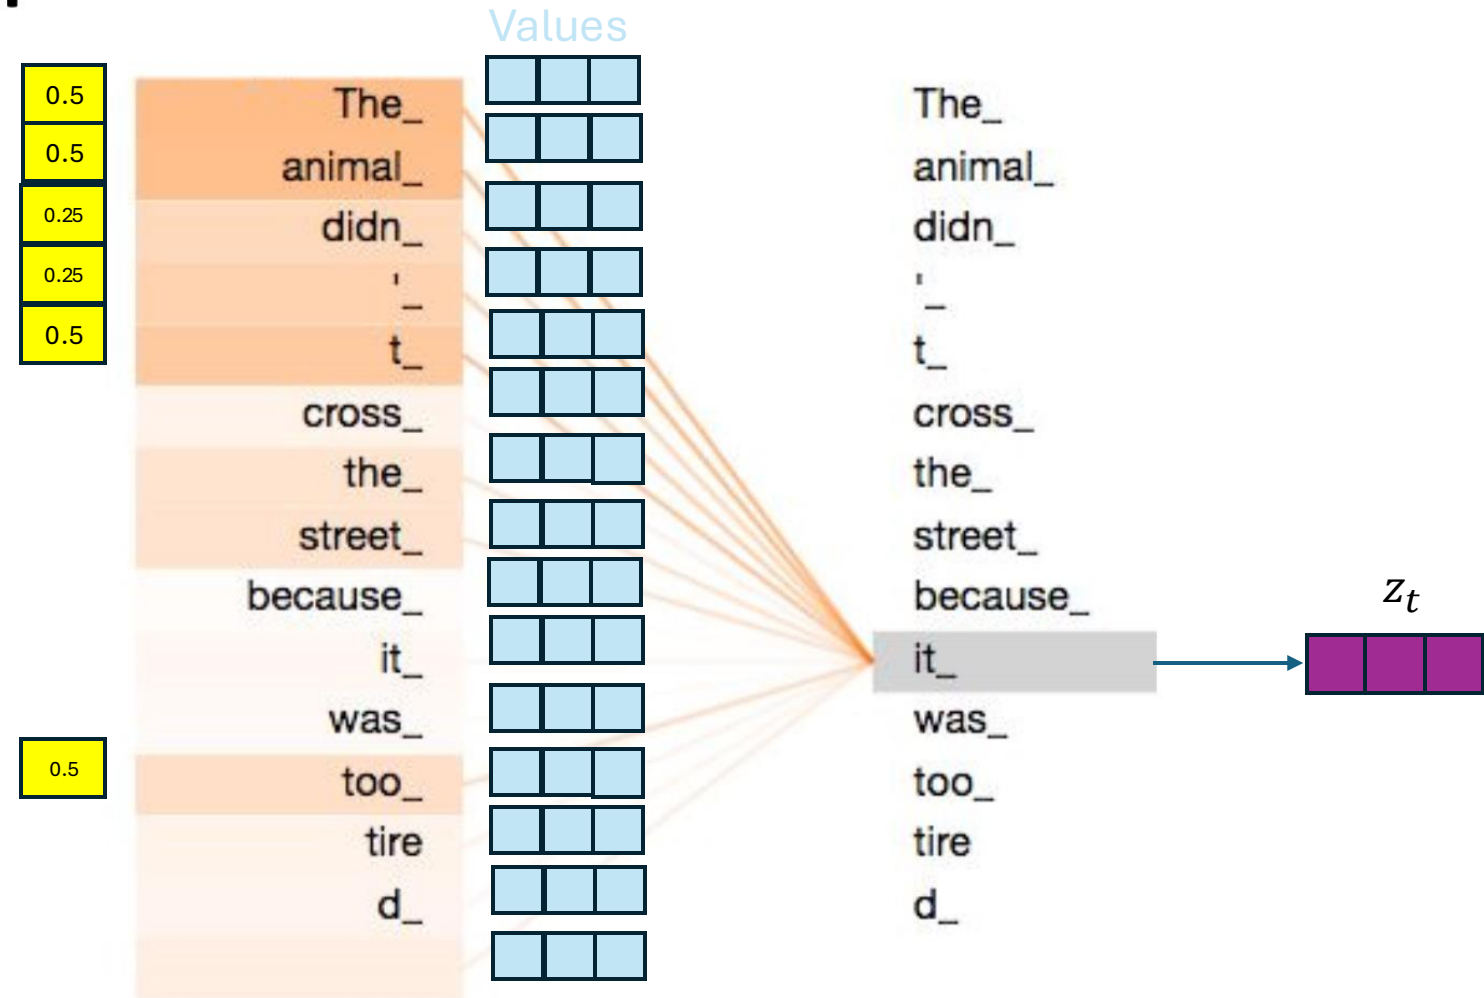 Values
0.5 The_ The_
0.5 animal_ animal_
0.25 didn_ didn_
0.25 '_ '_
0.5 t_ t_
cross_ cross_
the_ the_
street_ street_
because_ because_
z_t
it_ it_
was_ was_
0.5 too_ too_
tire tire
d_ d_